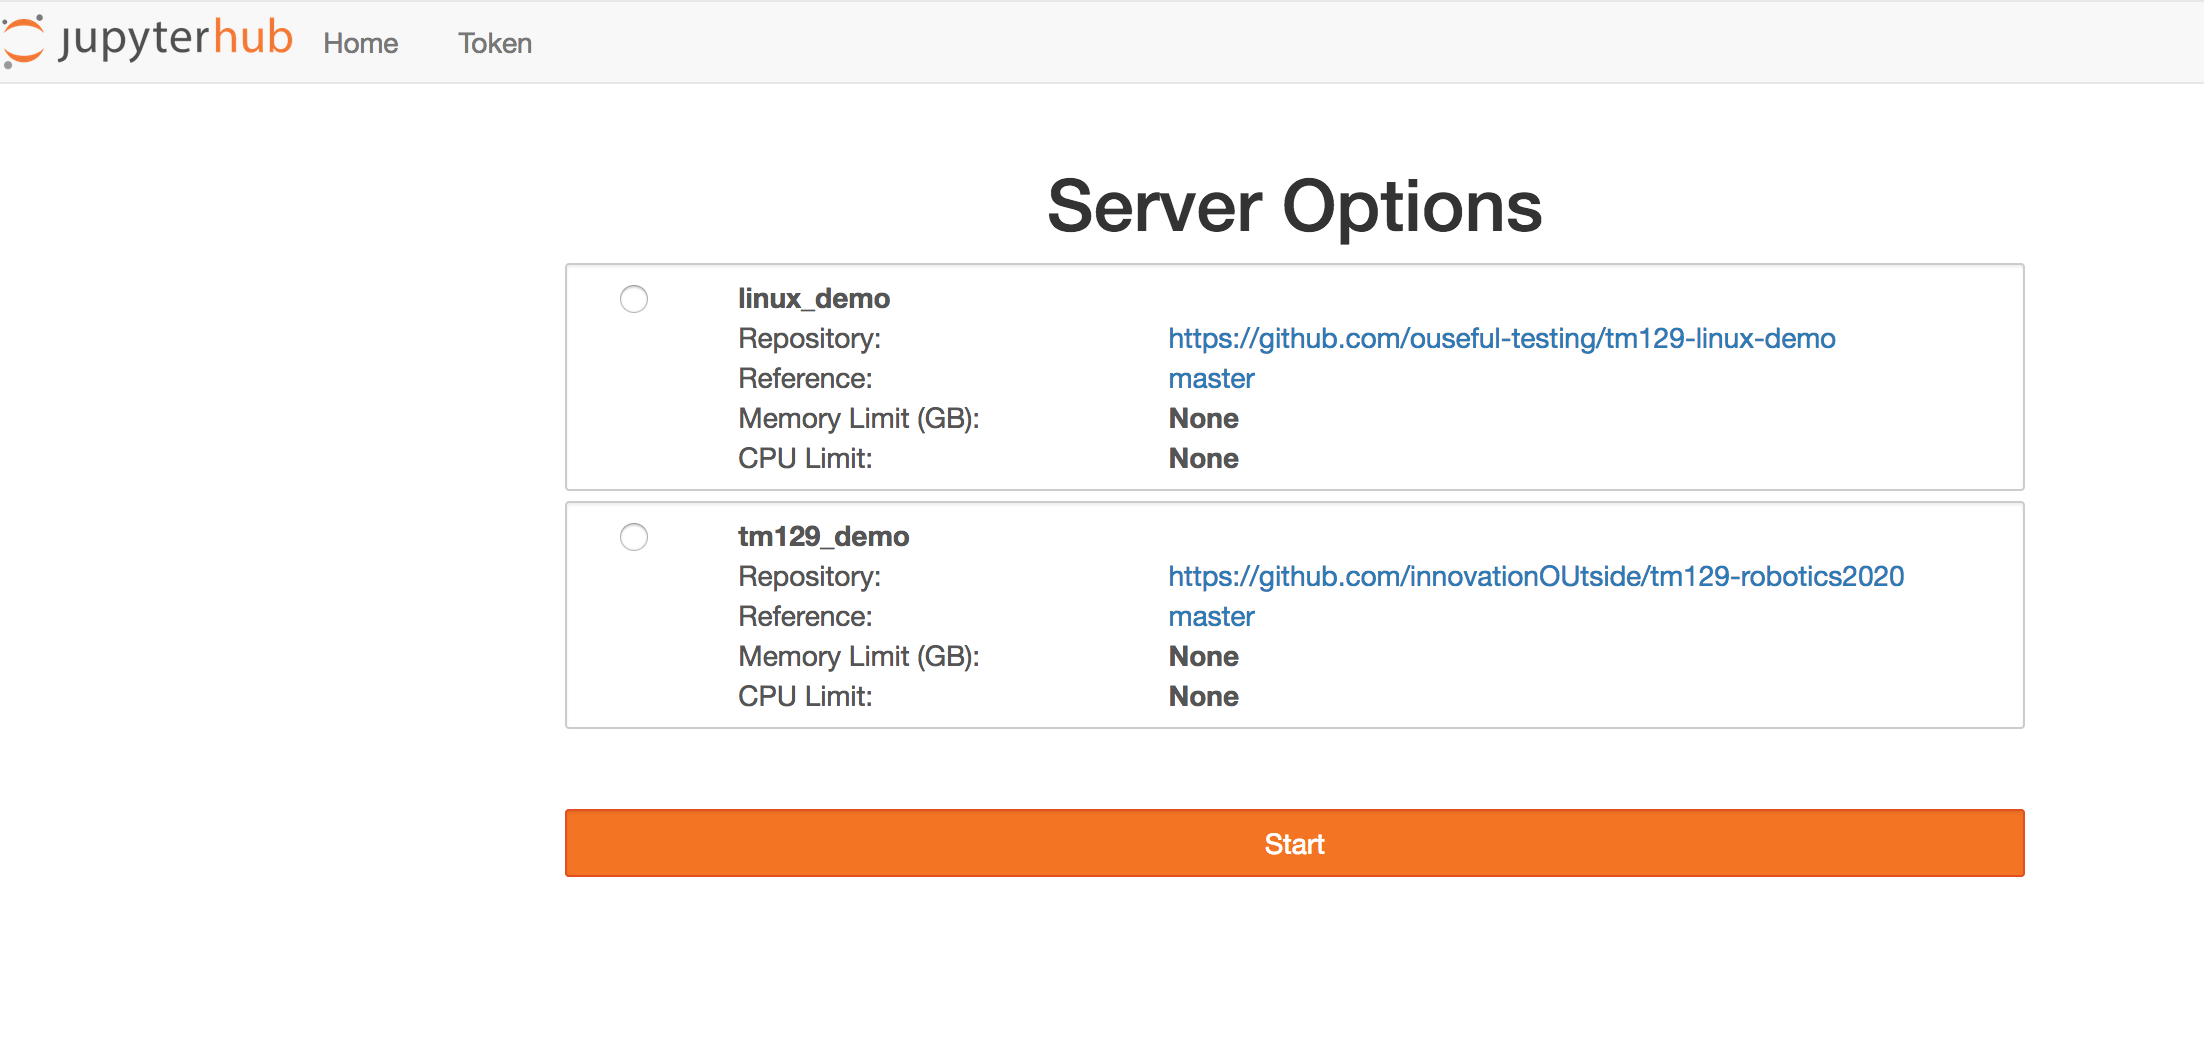 jupyterhub Home Token
Server Options
linux_demo
Repository: https://github.com/ouseful-testing/tm129-linux-demo
Reference: master
Memory Limit (GB): None
CPU Limit: None
tm129_demo
Repository: https://github.com/innovationOUtside/tm129-robotics2020
Reference: master
Memory Limit (GB): None
CPU Limit: None
Start